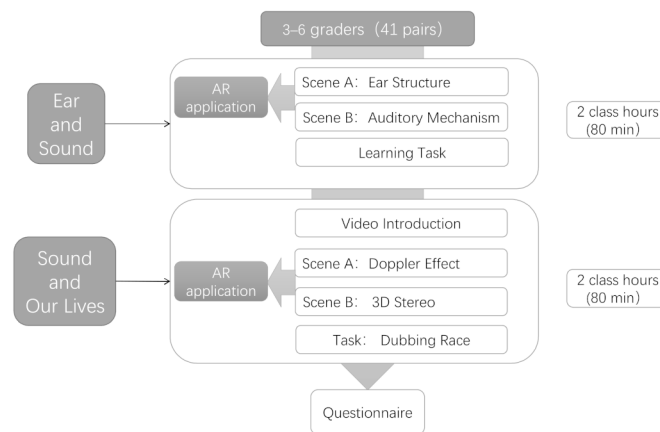 3–6 graders（41 pairs）
Ear
and
Sound
AR
application
Scene A： Ear Structure
Scene B： Auditory Mechanism
Learning Task
2 class hours
(80 min）
Sound
and
Our Lives
Video Introduction
AR
application
Scene A： Doppler Effect
Scene B： 3D Stereo
Task： Dubbing Race
2 class hours
(80 min）
Questionnaire